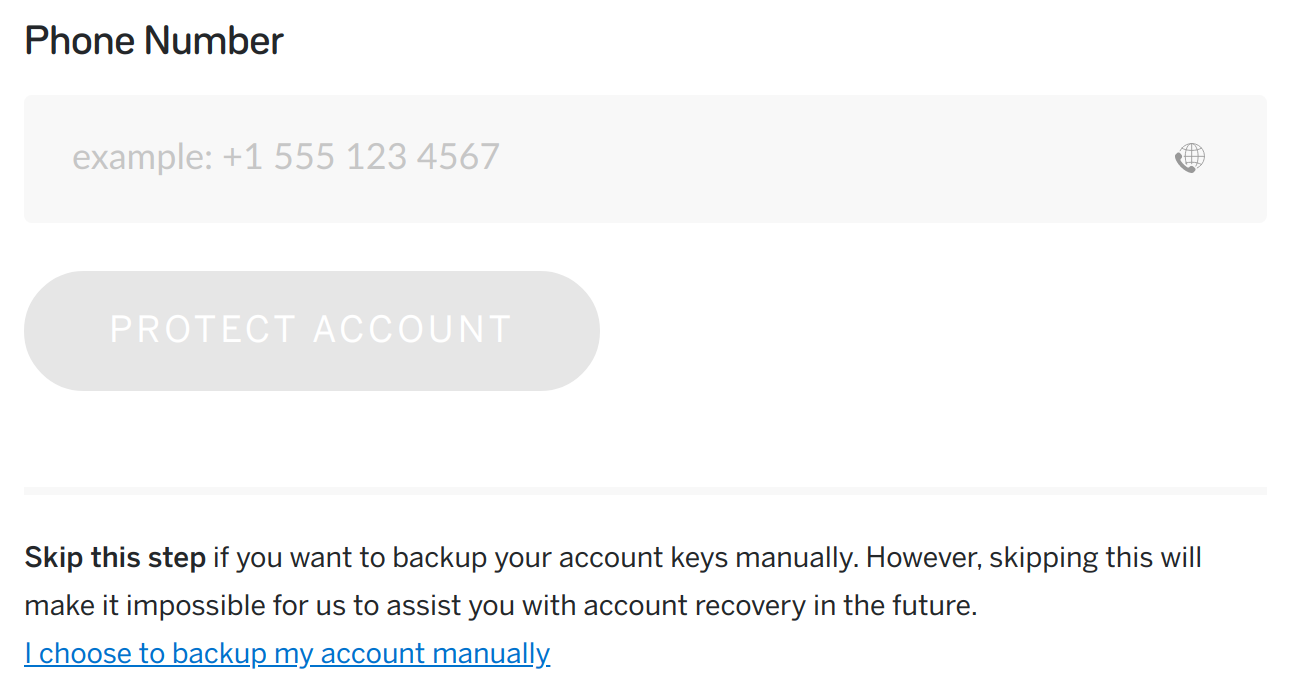 Phone Number
example: +1 555 123 4567
PROTECT ACCOUNT
Skip this step if you want to backup your account keys manually. However, skipping this will
make it impossible for us to assist you with account recovery in the future.
I choose to backup my account manually